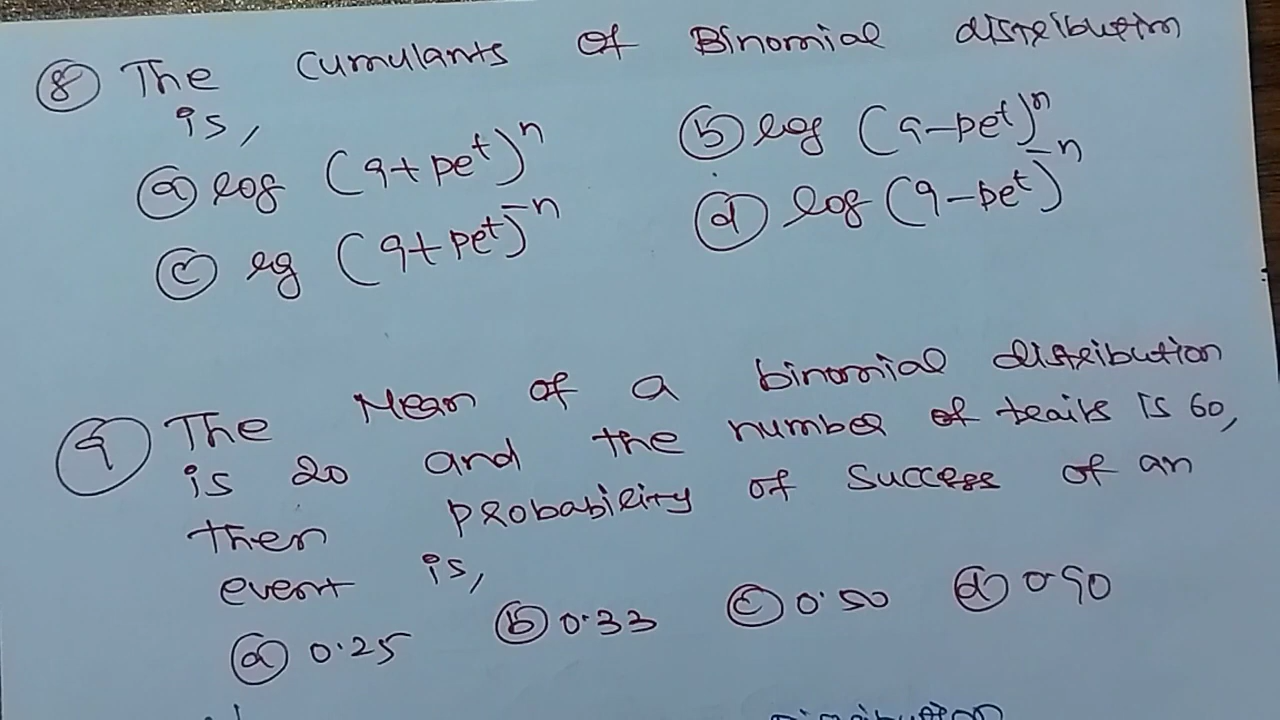 ⑧ The cumulants of Binomial distribution
is,
ⓐ log (q+pe^t)^n ⓑ log (q-pe^t)^n
ⓒ log (q+pe^t)^-n ⓓ log (q-pe^t)^-n
⑨ The Mean of a binomial distribution
is 20 and the number of trails is 60,
then probability of success of an
event is,
ⓐ 0.25 ⓑ 0.33 ⓒ 0.50 ⓓ 0.90